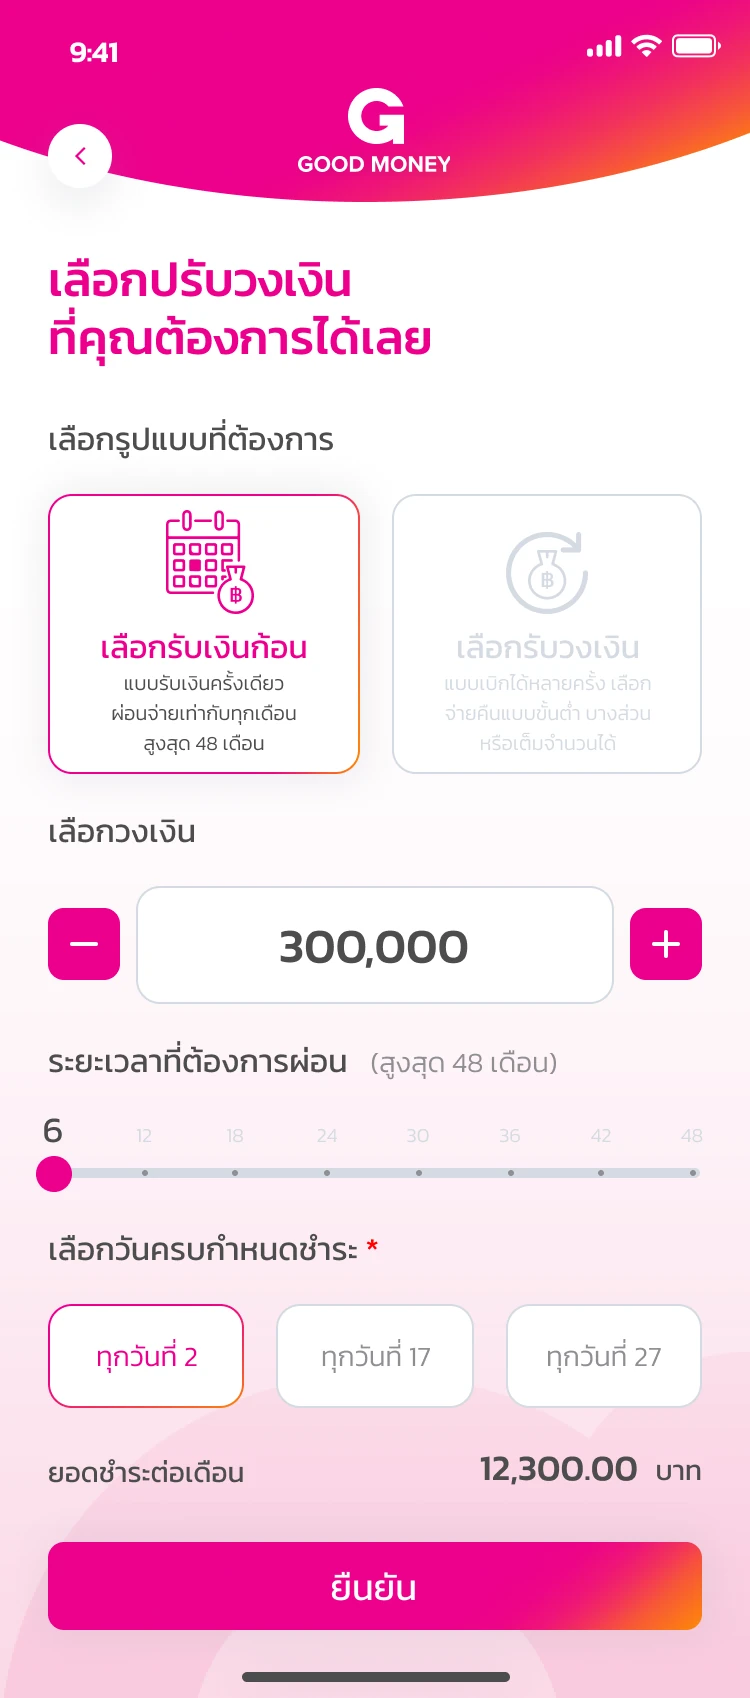 9:41
GOOD MONEY
เลือกปรับวงเงิน
ที่คุณต้องการได้เลย
เลือกรูปแบบที่ต้องการ
เลือกรับเงินก้อน
แบบรับเงินครั้งเดียว
ผ่อนจ่ายเท่ากับทุกเดือน
สูงสุด 48 เดือน
เลือกรับวงเงิน
แบบเบิกได้หลายครั้ง เลือก
จ่ายคืนแบบขั้นต่ำ บางส่วน
หรือเต็มจำนวนได้
เลือกวงเงิน
300,000
ระยะเวลาที่ต้องการผ่อน (สูงสุด 48 เดือน)
6 12 18 24 30 36 42 48
เลือกวันครบกำหนดชำระ *
ทุกวันที่ 2 ทุกวันที่ 17 ทุกวันที่ 27
ยอดชำระต่อเดือน 12,300.00 บาท
ยืนยัน